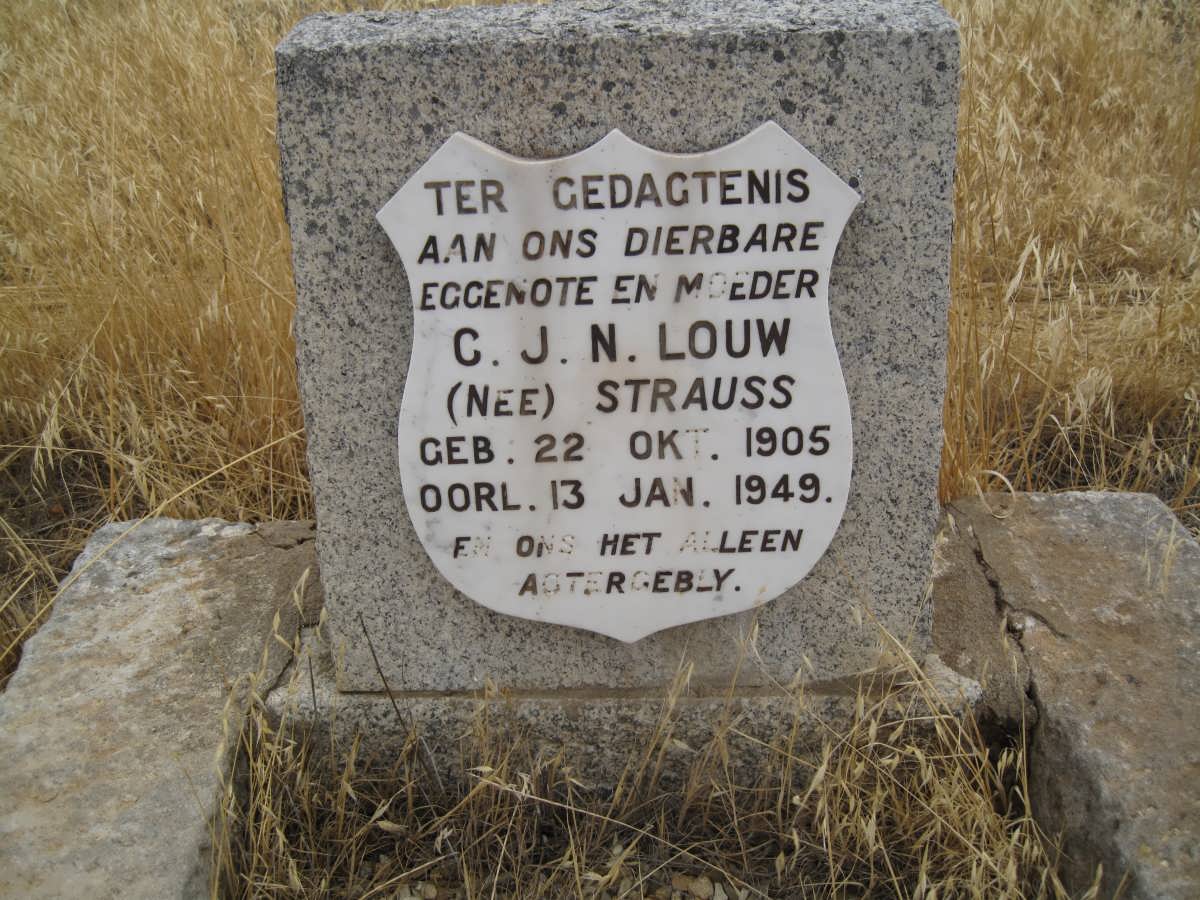 TER GEDAGTENIS
AAN ONS DIERBARE
EGGENOTE EN MOEDER
C. J. N. LOUW
(NEE) STRAUSS
GEB. 22 OKT. 1905
OORL. 13 JAN. 1949.
EN ONS HET ALLEEN
AGTERGEBLY.